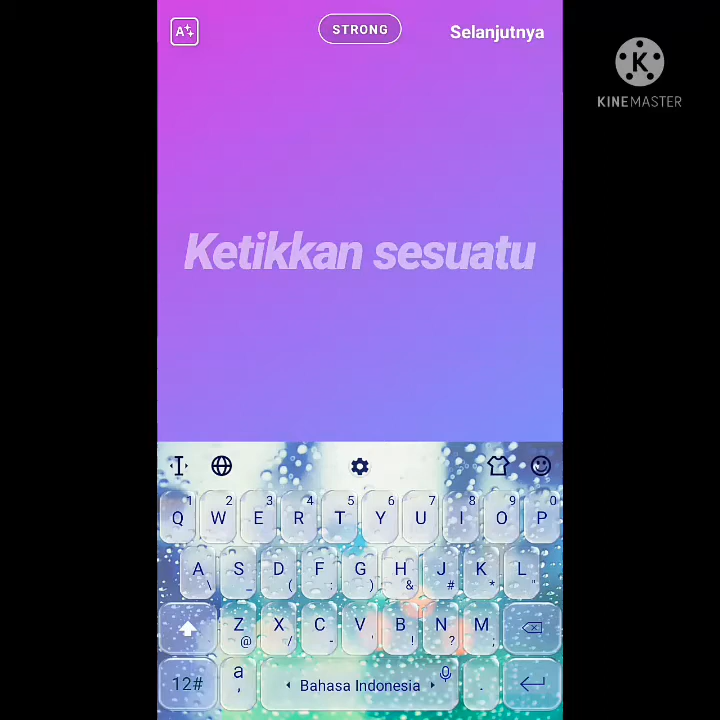 A
STRONG
Selanjutnya
K
KINEMASTER
Ketikkan sesuatu
1 2 3 4 5 6 7 8 9 0
Q W E R T Y U I O P
A S D F G H J K L
\ _ ( : ) & # * "
Z X C V B N M
@ / - ' ! ? ;
12# a , Bahasa Indonesia .